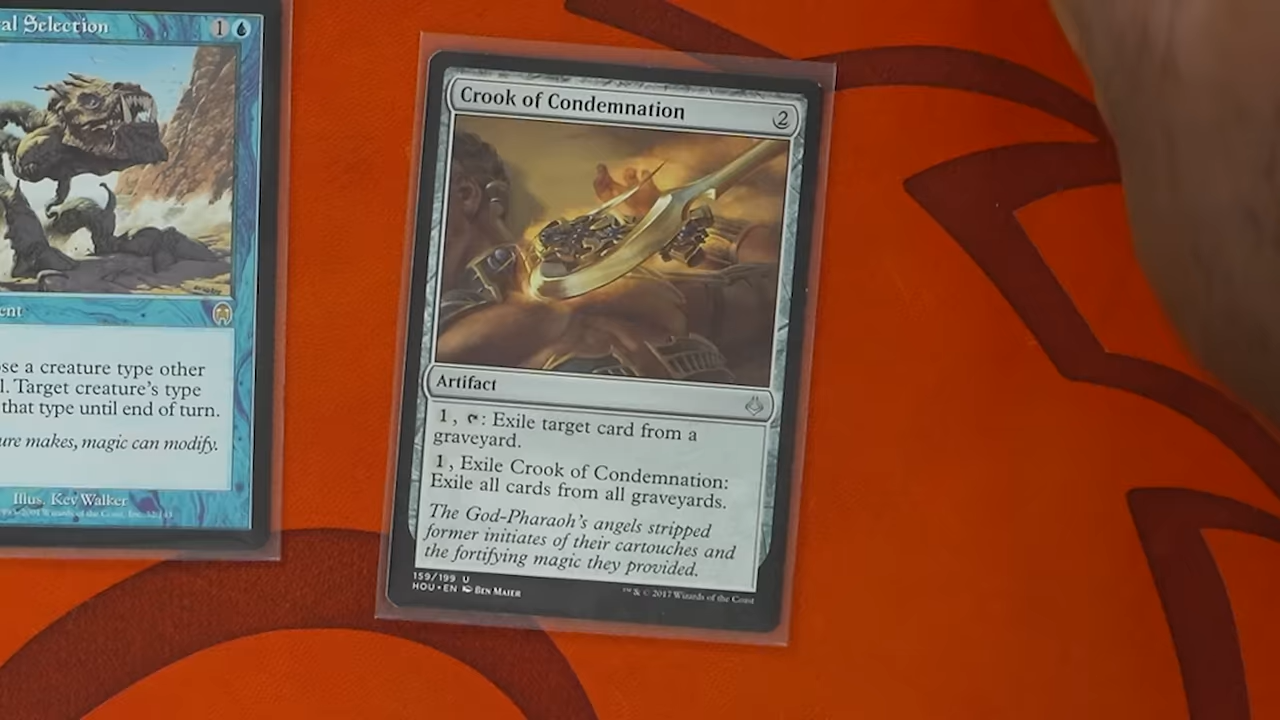 al Selection
1
ent
se a creature type other
l. Target creature's type
that type until end of turn.
ure makes, magic can modify.
Illus. Kev Walker
Crook of Condemnation
2
Artifact
1, : Exile target card from a
graveyard.
1, Exile Crook of Condemnation:
Exile all cards from all graveyards.
The God-Pharaoh's angels stripped
former initiates of their cartouches and
the fortifying magic they provided.
159/199 U
HOU • EN Ben Maier
™ & © 2017 Wizards of the Coast